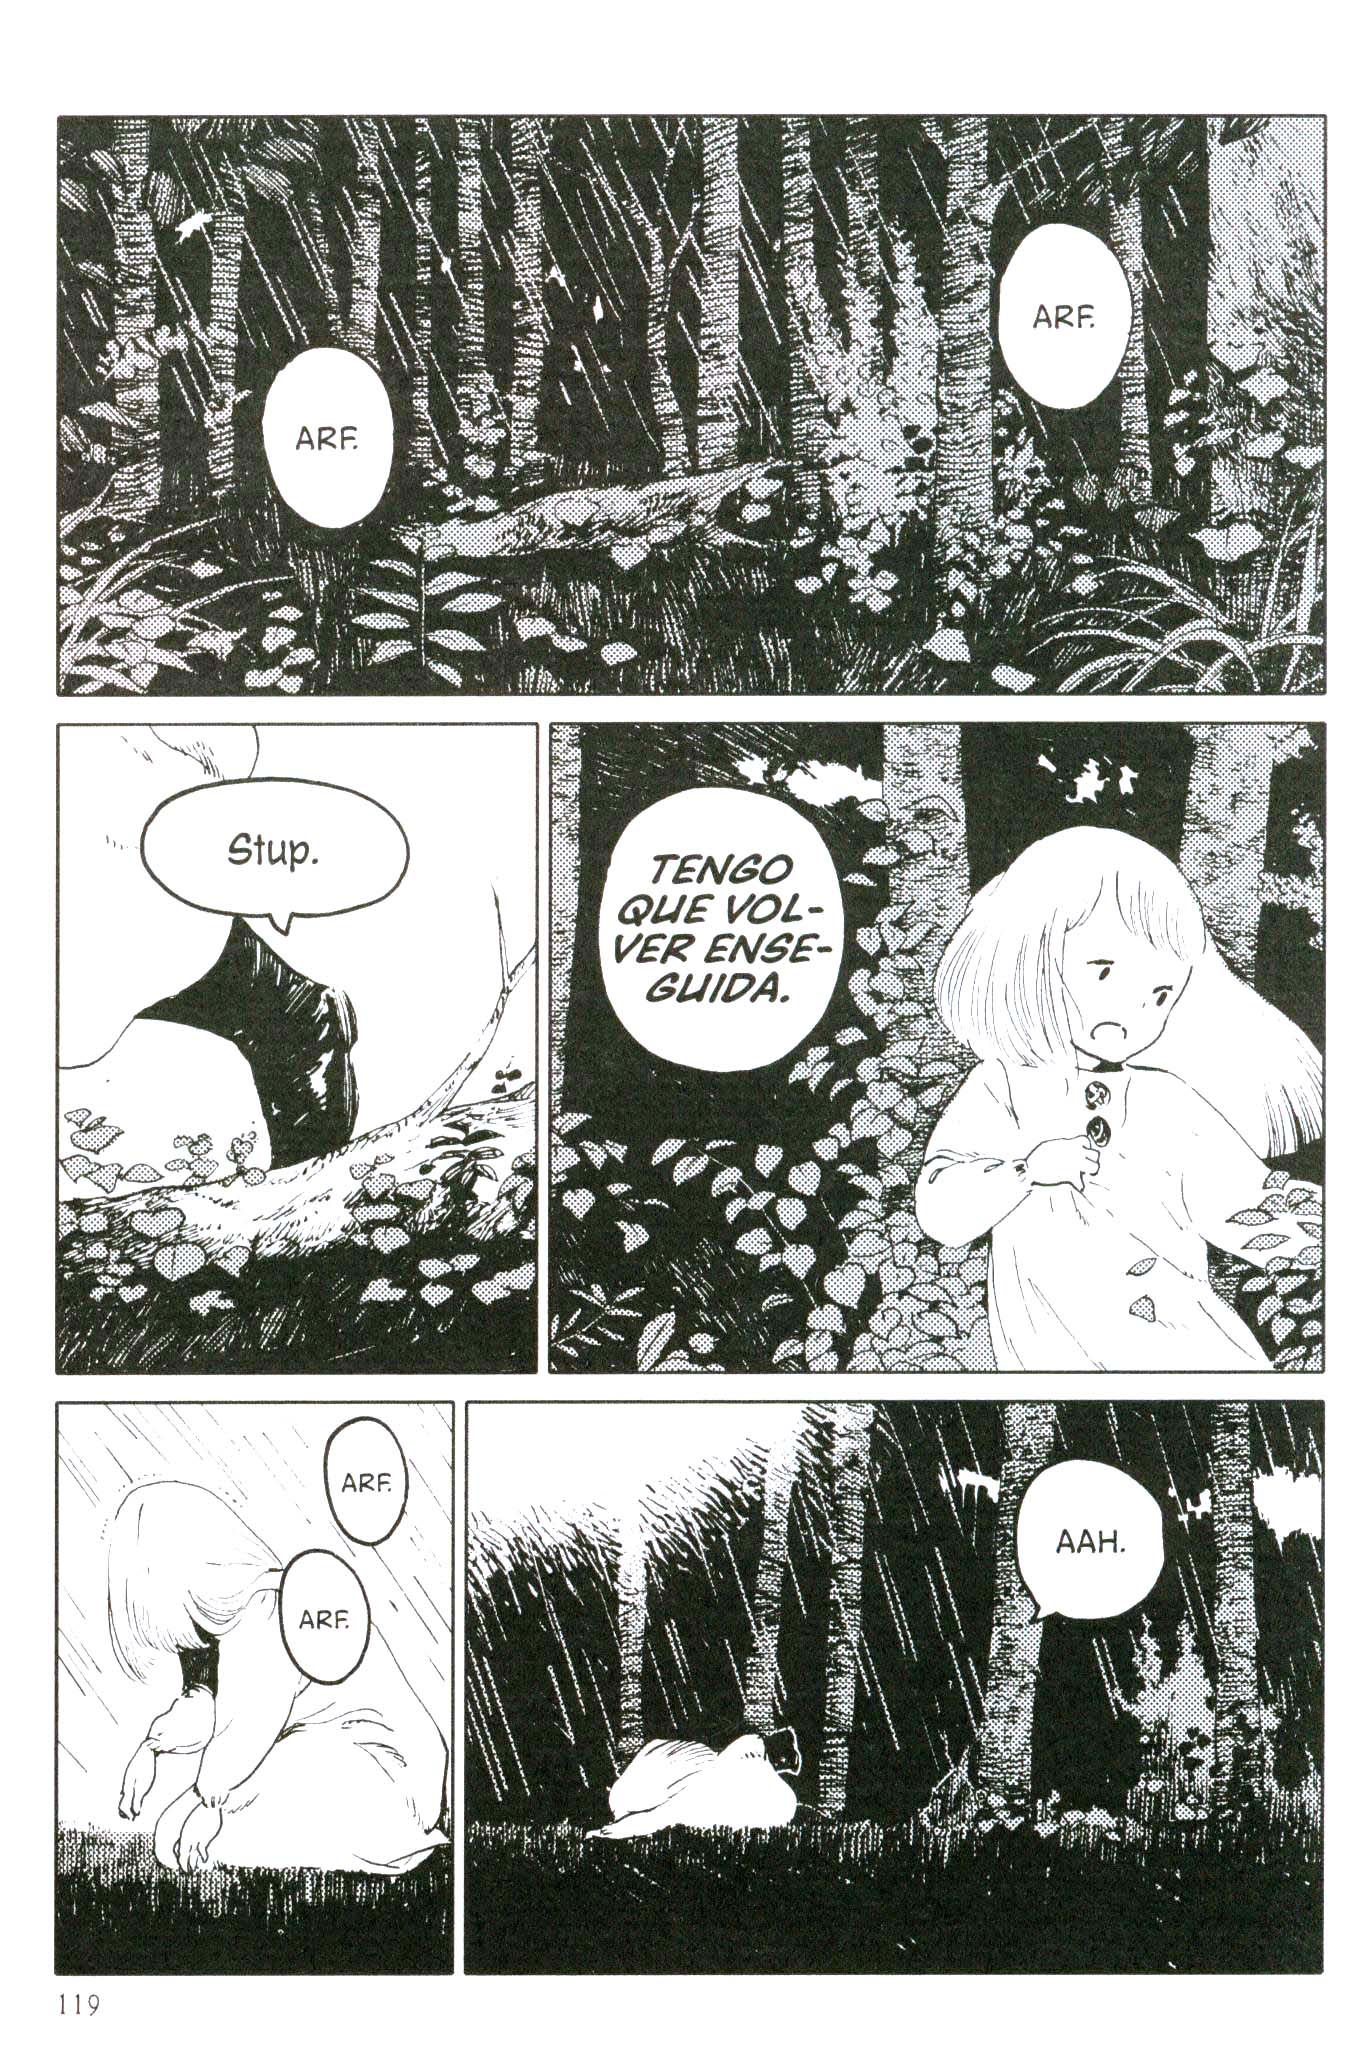 ARF.
ARF.
TENGO
QUE VOL-
VER ENSE-
GUIDA.
Stup.
AAH.
ARF.
ARF.
119